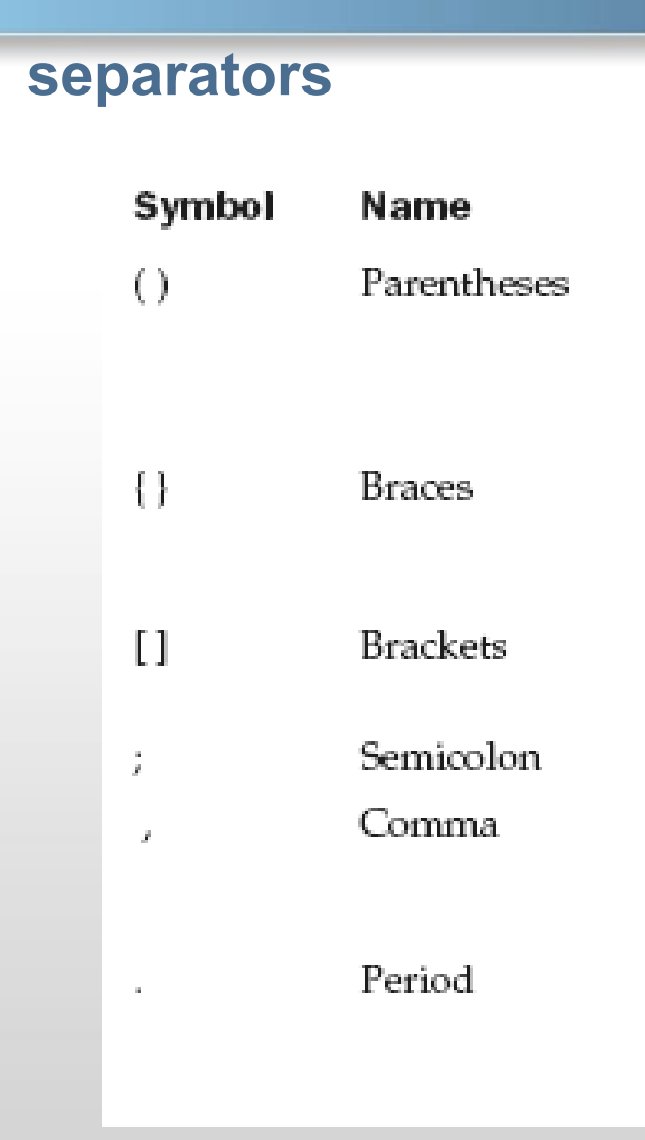 separators
Symbol Name
( ) Parentheses
{ } Braces
[ ] Brackets
; Semicolon
, Comma
. Period